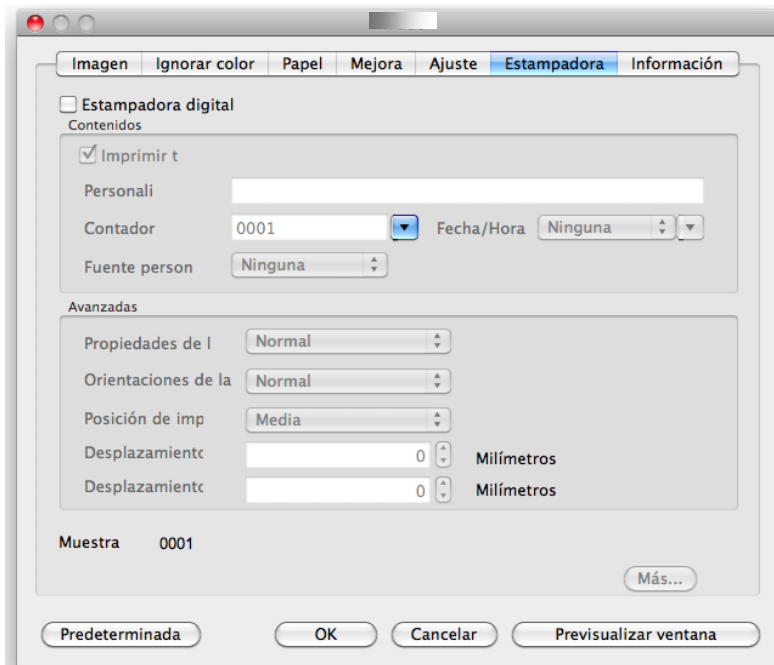 Imagen Ignorar color Papel Mejora Ajuste Estampadora Información
Estampadora digital
Contenidos
Imprimir t
Personali
Contador 0001 Fecha/Hora Ninguna
Fuente person Ninguna
Avanzadas
Propiedades de l Normal
Orientaciones de la Normal
Posición de imp Media
Desplazamientc 0 Milímetros
Desplazamientc 0 Milímetros
Muestra 0001
Más...
Predeterminada OK Cancelar Previsualizar ventana